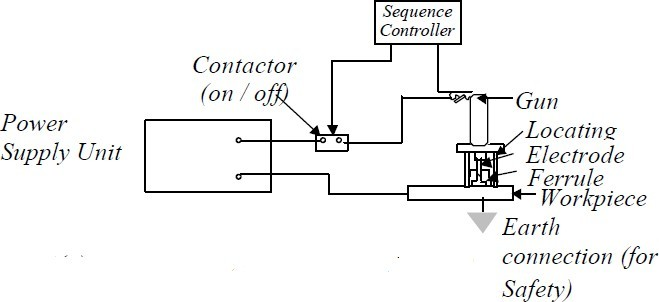 Sequence
Controller
Contactor
(on / off)
Gun
Power
Supply Unit
Locating
Electrode
Ferrule
Workpiece
Earth
connection (for
Safety)